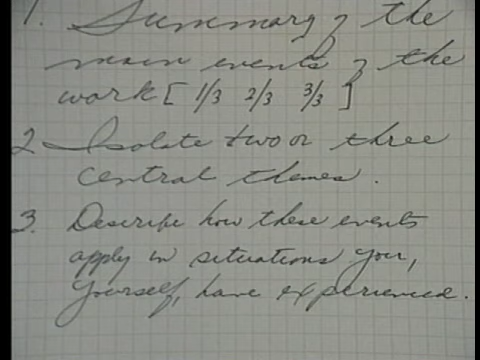 1. Summary of the
main events of the
work [ 1/3 2/3 3/3 ]
2 Isolate two or three
central themes.
3. Describe how these events
apply in situations you,
yourself, have experienced.